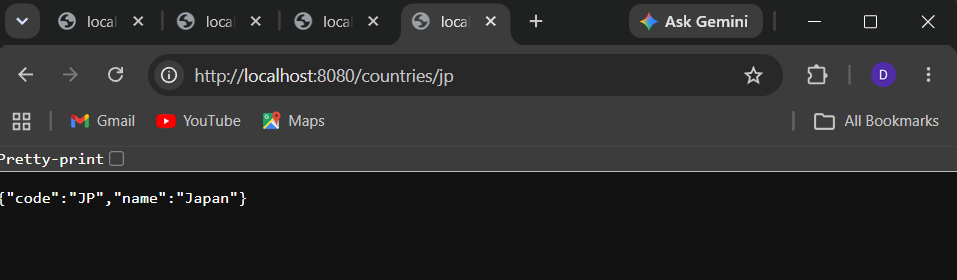 local local local local Ask Gemini
http://localhost:8080/countries/jp D
Gmail YouTube Maps All Bookmarks
Pretty-print
{"code":"JP","name":"Japan"}